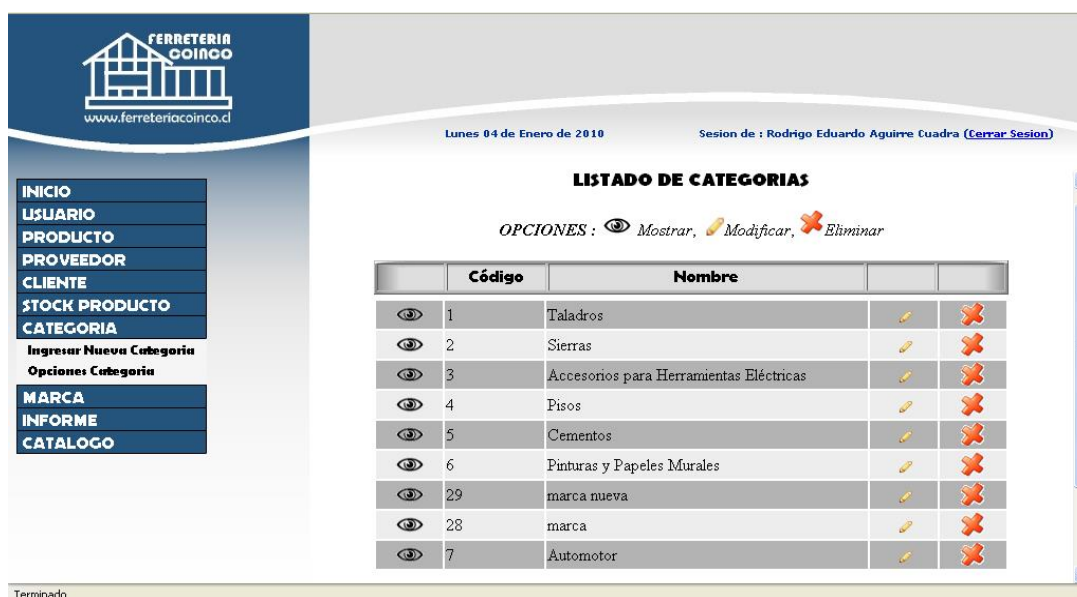 FERRETERIA
COINCO
www.ferreteriacoinco.cl
Lunes 04 de Enero de 2010 Sesion de : Rodrigo Eduardo Aguirre Cuadra (Cerrar Sesion)
INICIO
USUARIO
PRODUCTO
PROVEEDOR
CLIENTE
STOCK PRODUCTO
CATEGORIA
Ingresar Nueva Categoria
Opciones Categoria
MARCA
INFORME
CATALOGO
LISTADO DE CATEGORIAS
OPCIONES : Mostrar, Modificar, Eliminar
Código Nombre
1 Taladros
2 Sierras
3 Accesorios para Herramientas Eléctricas
4 Pisos
5 Cementos
6 Pinturas y Papeles Murales
29 marca nueva
28 marca
7 Automotor
Terminado